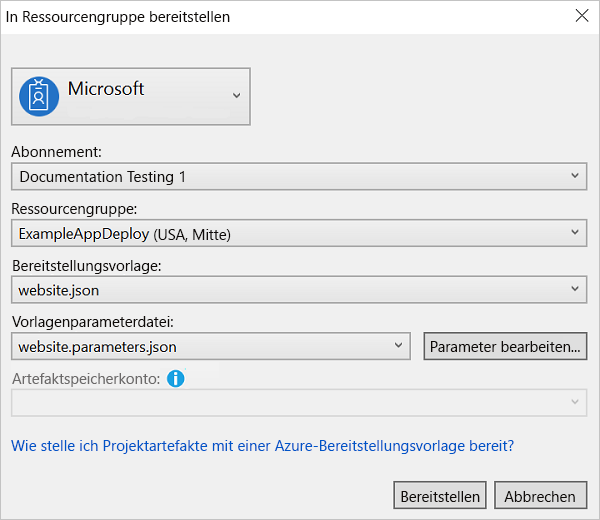 In Ressourcengruppe bereitstellen
Microsoft
Abonnement:
Documentation Testing 1
Ressourcengruppe:
ExampleAppDeploy (USA, Mitte)
Bereitstellungsvorlage:
website.json
Vorlagenparameterdatei:
website.parameters.json
Parameter bearbeiten...
Artefaktspeicherkonto:
Wie stelle ich Projektartefakte mit einer Azure-Bereitstellungsvorlage bereit?
Bereitstellen
Abbrechen